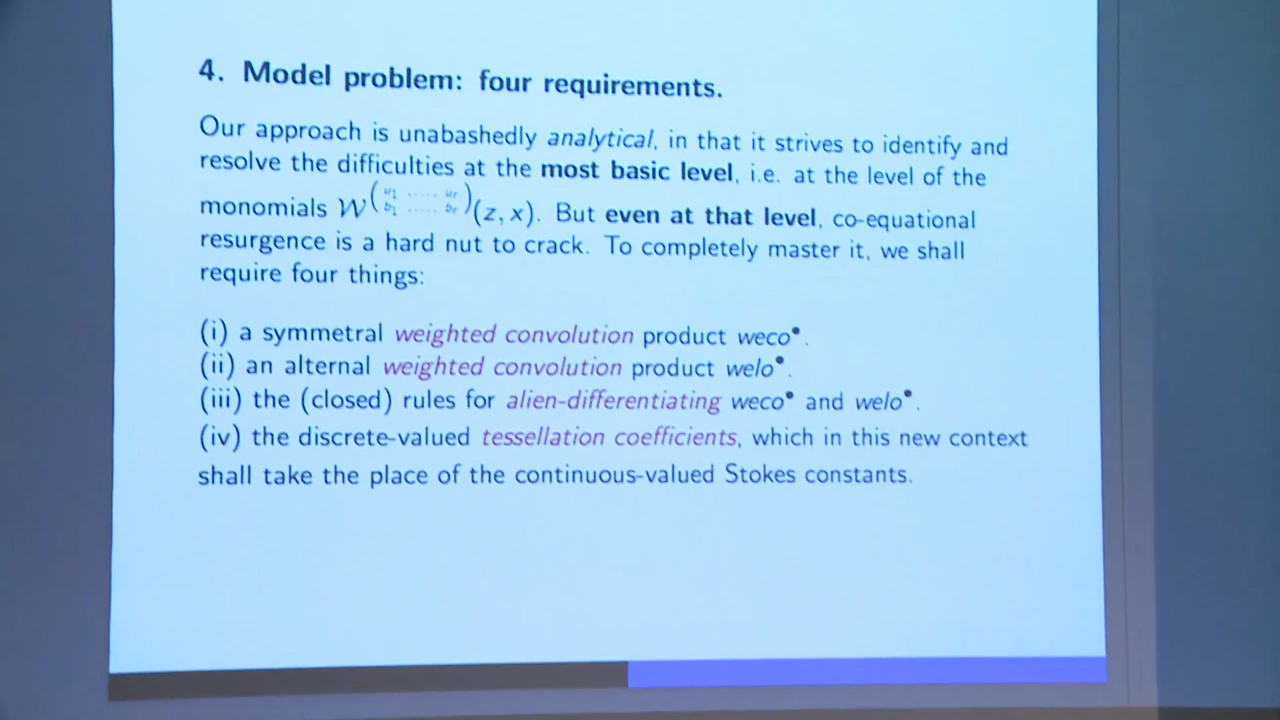 4. Model problem: four requirements.
Our approach is unabashedly analytical, in that it strives to identify and
resolve the difficulties at the most basic level, i.e. at the level of the
monomials 𝒲^(u₁ ..... uᵣ / b₁ ..... bᵣ)(z, x). But even at that level, co-equational
resurgence is a hard nut to crack. To completely master it, we shall
require four things:
(i) a symmetral weighted convolution product weco•.
(ii) an alternal weighted convolution product welo•.
(iii) the (closed) rules for alien-differentiating weco• and welo•.
(iv) the discrete-valued tessellation coefficients, which in this new context
shall take the place of the continuous-valued Stokes constants.